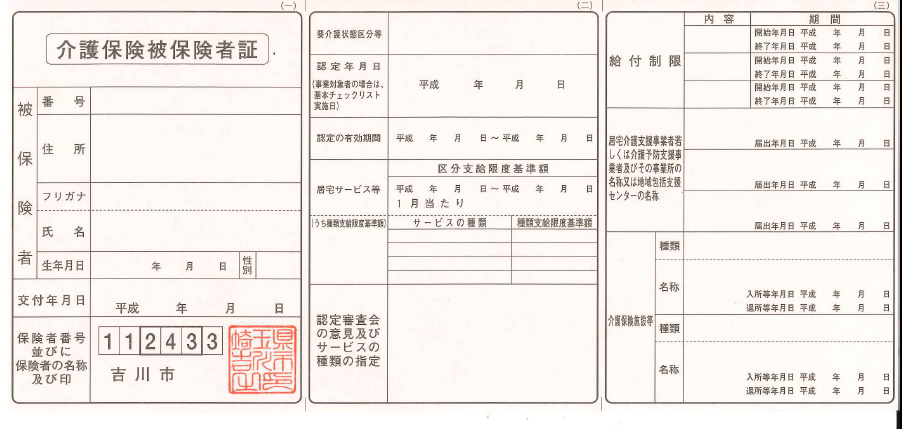 (一)
介護保険被保険者証
被保険者
番号
住所
フリガナ
氏名
生年月日 年 月 日 性別
交付年月日 平成 年 月 日
保険者番号
並びに
保険者の名称
及び印
112433
吉川市
(二)
要介護状態区分等
認定年月日
(事業対象者の場合は、
基本チェックリスト
実施日)
平成 年 月 日
認定の有効期間 平成 年 月 日~平成 年 月 日
居宅サービス等
区分支給限度基準額
平成 年 月 日~平成 年 月 日
1月当たり
(うち種類支給限度基準額)
サービスの種類 種類支給限度基準額
認定審査会
の意見及び
サービスの
種類の指定
(三)
給付制限
内容 期間
開始年月日 平成 年 月 日
終了年月日 平成 年 月 日
開始年月日 平成 年 月 日
終了年月日 平成 年 月 日
開始年月日 平成 年 月 日
終了年月日 平成 年 月 日
居宅介護支援事業者若
しくは介護予防支援事
業者及びその事業所の
名称又は地域包括支援
センターの名称
届出年月日 平成 年 月 日
届出年月日 平成 年 月 日
届出年月日 平成 年 月 日
介護保険施設等
種類
名称
入所等年月日 平成 年 月 日
退所等年月日 平成 年 月 日
種類
名称
入所等年月日 平成 年 月 日
退所等年月日 平成 年 月 日